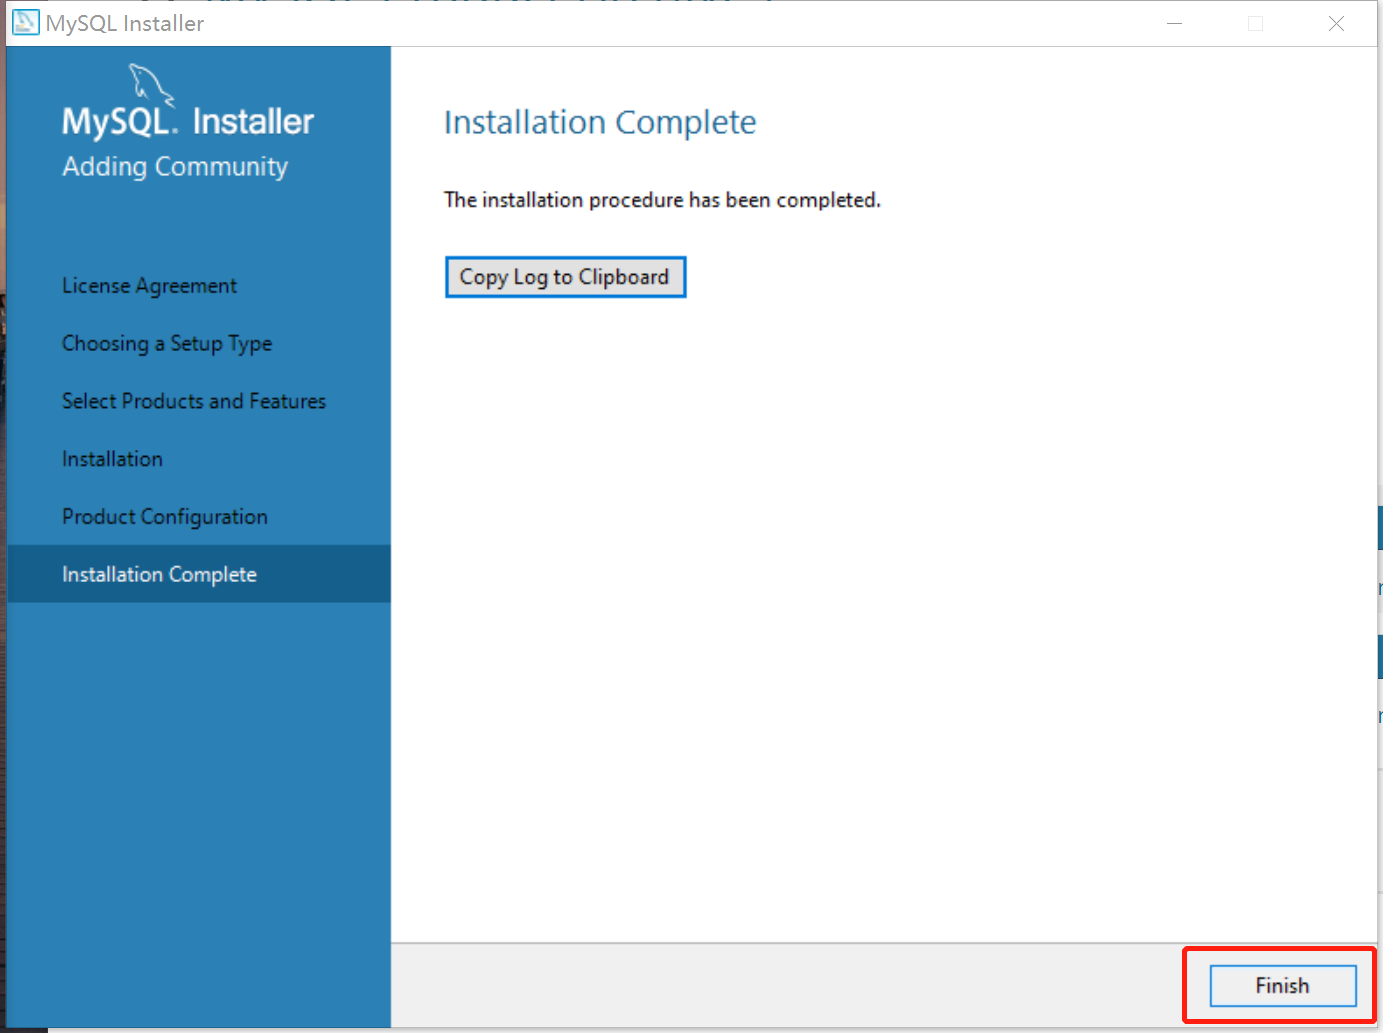 MySQL Installer
MySQL. Installer
Adding Community
License Agreement
Choosing a Setup Type
Select Products and Features
Installation
Product Configuration
Installation Complete
Installation Complete
The installation procedure has been completed.
Copy Log to Clipboard
Finish